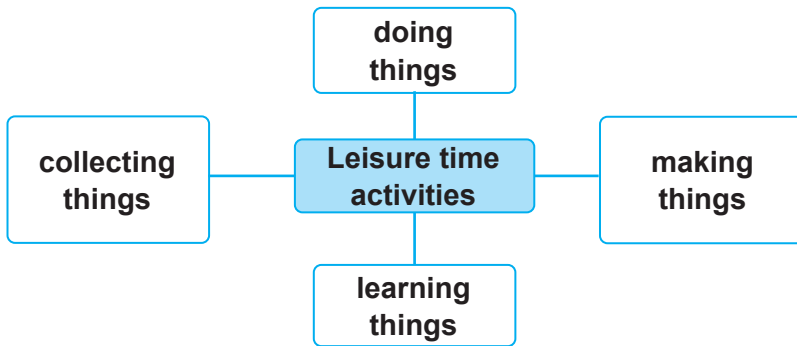 doing
things
collecting
things
Leisure time
activities
making
things
learning
things